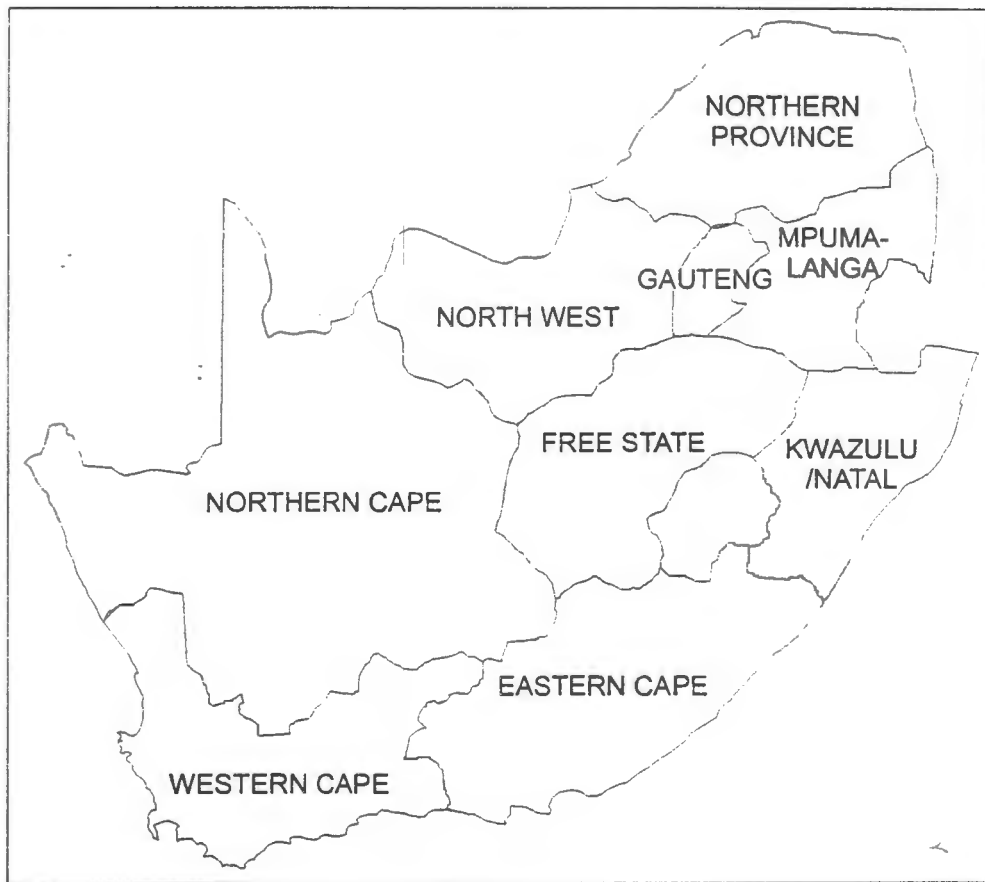 NORTHERN
PROVINCE
MPUMA-
LANGA
GAUTENG
NORTH WEST
FREE STATE
KWAZULU
/NATAL
NORTHERN CAPE
EASTERN CAPE
WESTERN CAPE